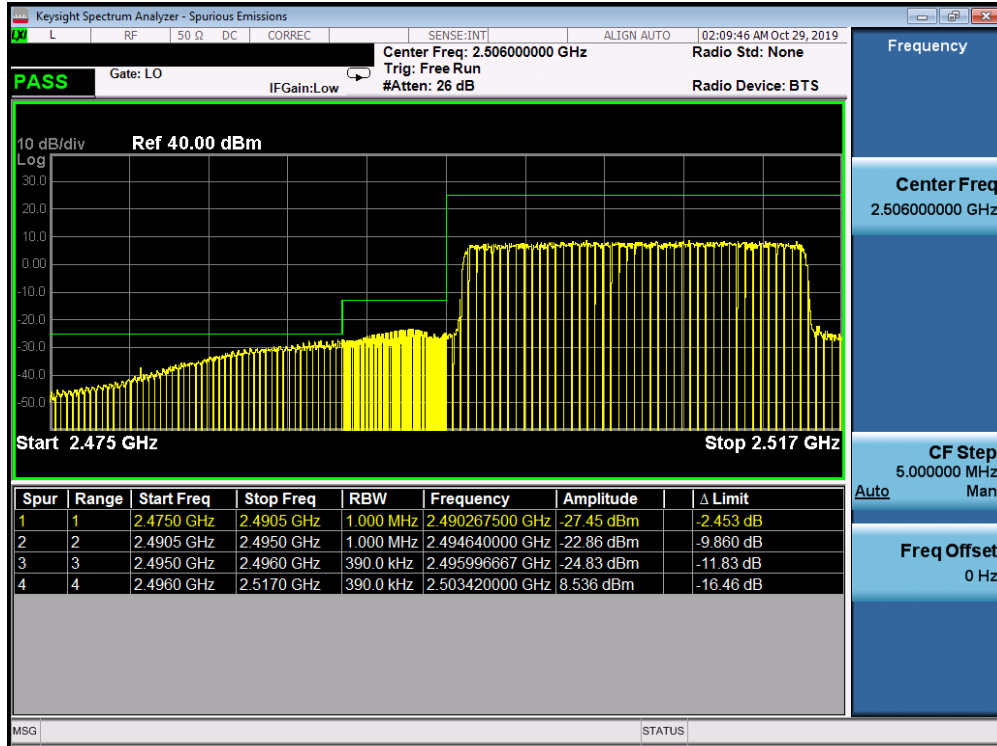 Keysight Spectrum Analyzer - Spurious Emissions
LXI L RF 50 Ω DC CORREC SENSE:INT ALIGN AUTO 02:09:46 AM Oct 29, 2019
Center Freq: 2.506000000 GHz Radio Std: None
PASS Gate: LO Trig: Free Run
IFGain:Low #Atten: 26 dB Radio Device: BTS
10 dB/div Ref 40.00 dBm
Log
30.0
20.0
10.0
0.00
-10.0
-20.0
-30.0
-40.0
-50.0
Start 2.475 GHz Stop 2.517 GHz
Spur Range Start Freq Stop Freq RBW Frequency Amplitude Δ Limit
1 1 2.4750 GHz 2.4905 GHz 1.000 MHz 2.490267500 GHz -27.45 dBm -2.453 dB
2 2 2.4905 GHz 2.4950 GHz 1.000 MHz 2.494640000 GHz -22.86 dBm -9.860 dB
3 3 2.4950 GHz 2.4960 GHz 390.0 kHz 2.495996667 GHz -24.83 dBm -11.83 dB
4 4 2.4960 GHz 2.5170 GHz 390.0 kHz 2.503420000 GHz 8.536 dBm -16.46 dB
MSG STATUS
Frequency
Center Freq
2.506000000 GHz
CF Step
5.000000 MHz
Auto Man
Freq Offset
0 Hz